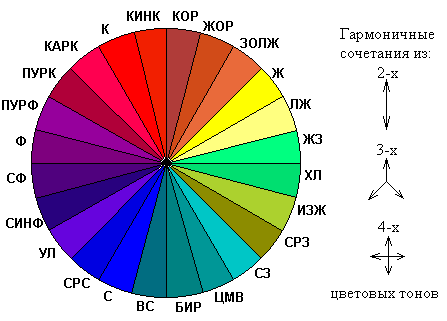 КОР
ЖОР
ЗОЛЖ
Ж
ЛЖ
ЖЗ
ХП
ИЗЖ
СРЗ
СЗ
ЦМВ
БИР
ВС
С
СРС
УЛ
СИНФ
СФ
Ф
ПУРФ
ПУРК
КАРК
К
КИНК
Гармоничные
сочетания из:
2-х
3-х
4-х
цветовых тонов